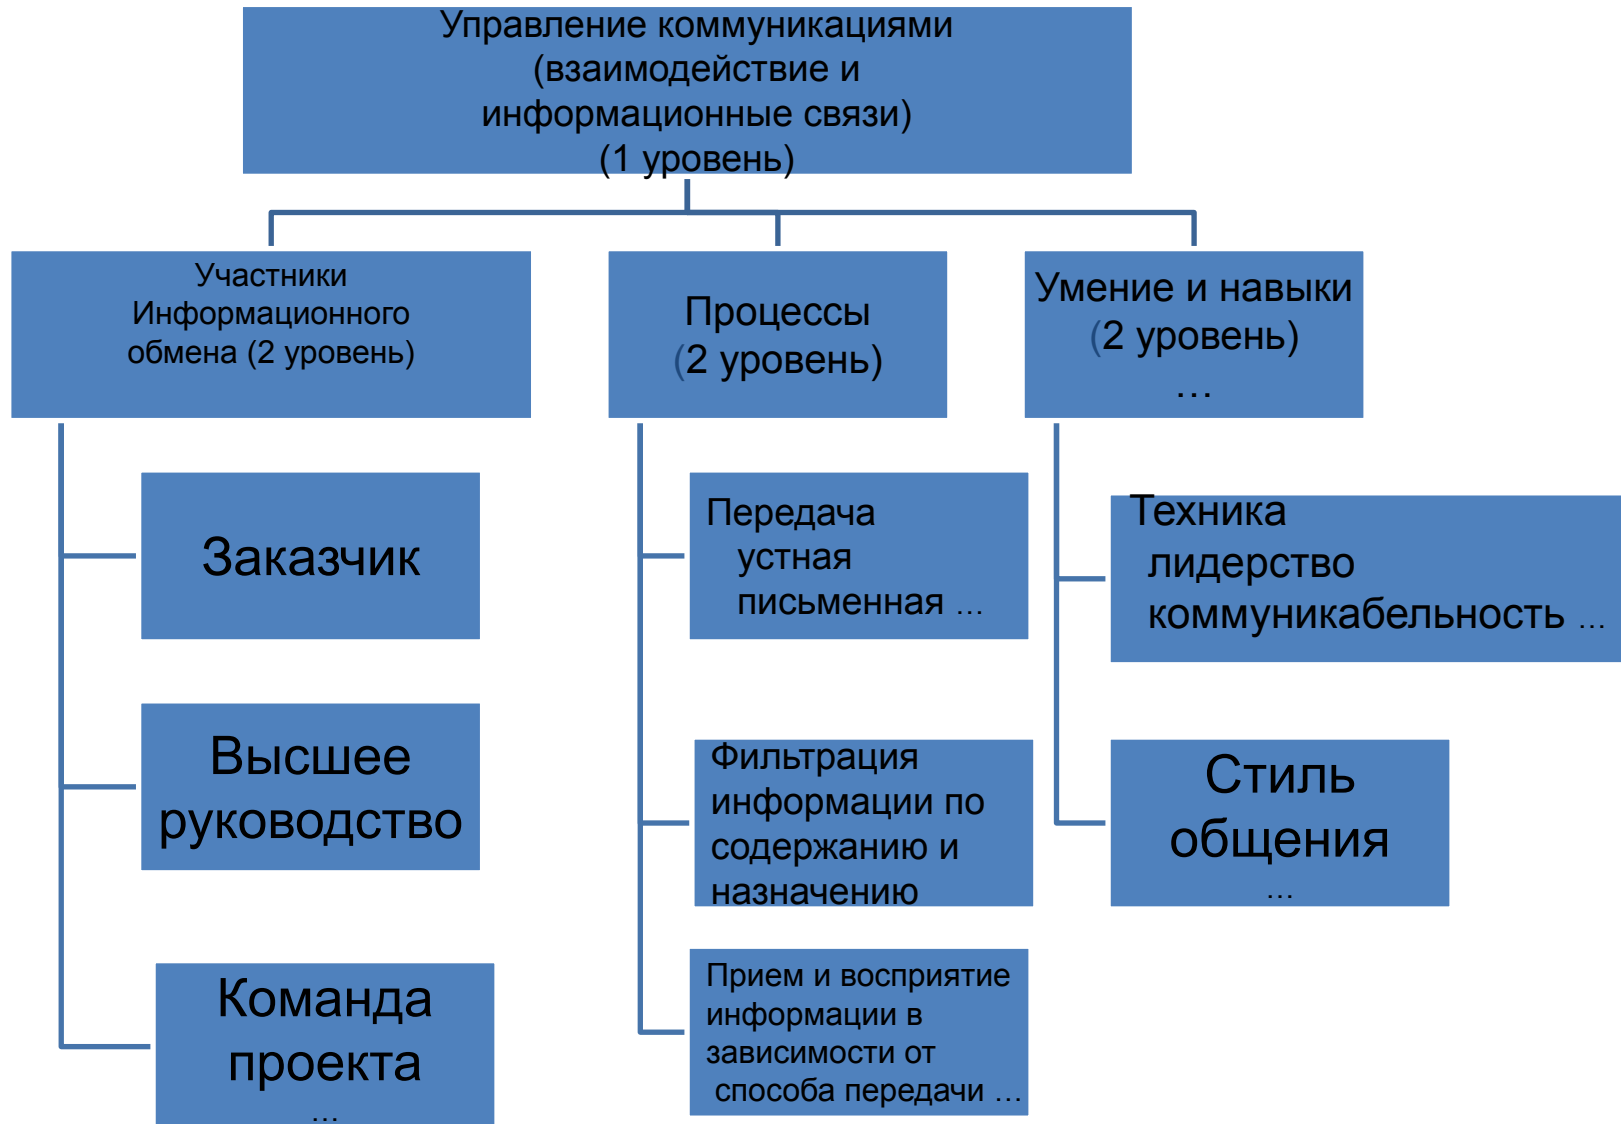 Управление коммуникациями
(взаимодействие и
информационные связи)
(1 уровень)
Участники
Информационного
обмена (2 уровень)
Заказчик
Высшее
руководство
Команда
проекта
...
Процессы
(2 уровень)
Передача
устная
письменная ...
Фильтрация
информации по
содержанию и
назначению
Прием и восприятие
информации в
зависимости от
способа передачи ...
Умение и навыки
(2 уровень)
...
Техника
лидерство
коммуникабельность ...
Стиль
общения
...